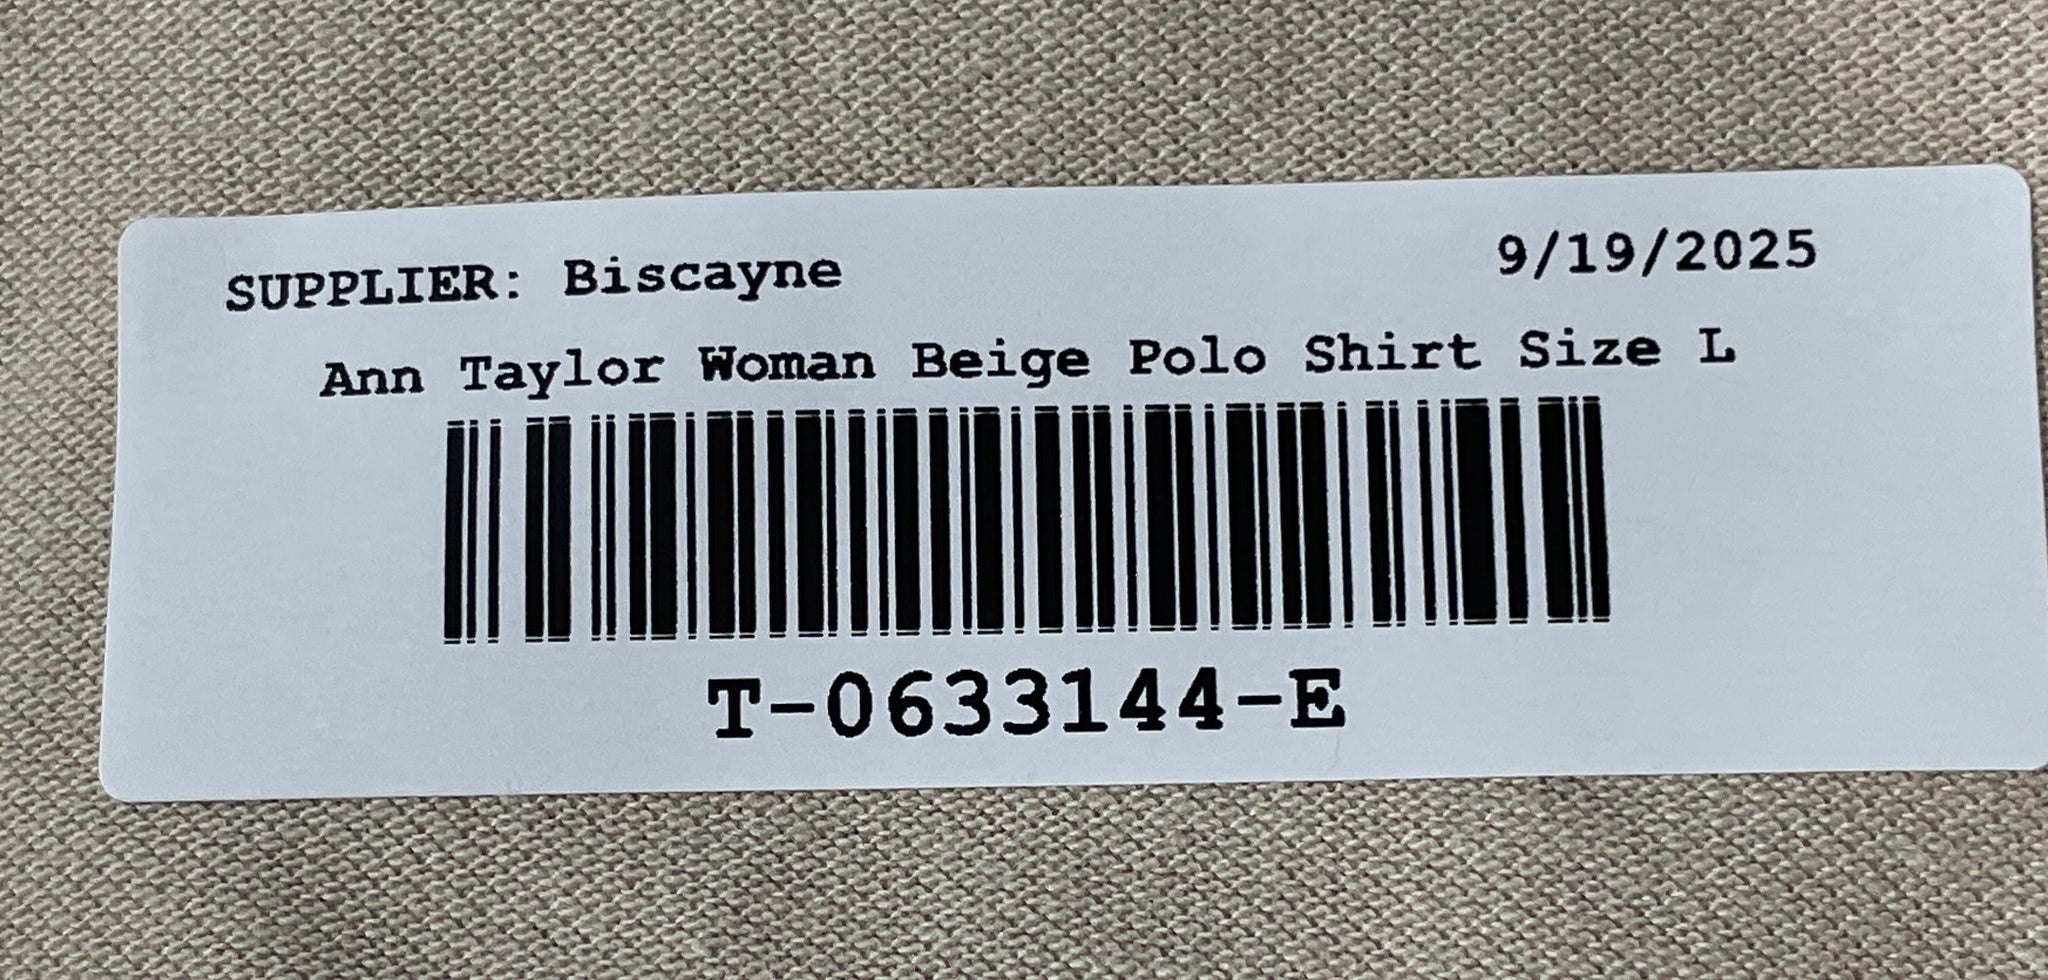 SUPPLIER: Biscayne 9/19/2025
Ann Taylor Woman Beige Polo Shirt Size L
T-0633144-E